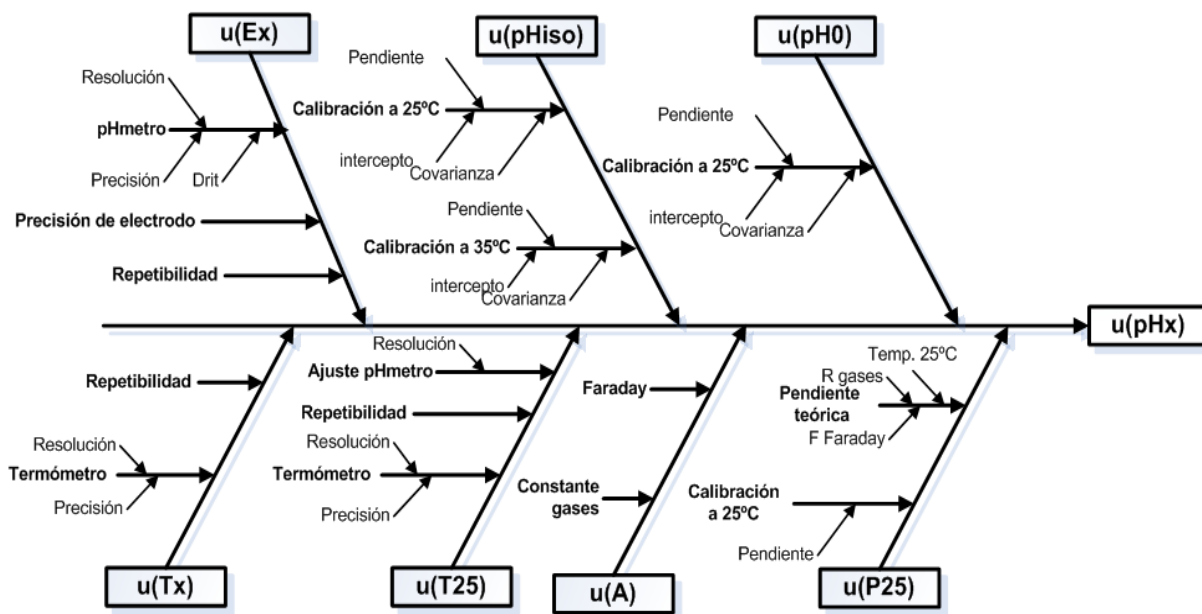 u(Ex)
u(pHiso)
u(pH0)
Resolución
pHmetro
Precisión
Drit
Precisión de electrodo
Repetibilidad
Pendiente
Calibración a 25ºC
intercepto
Covarianza
Pendiente
Calibración a 35ºC
intercepto
Covarianza
Pendiente
Calibración a 25ºC
intercepto
Covarianza
u(pHx)
Repetibilidad
Resolución
Termómetro
Precisión
Resolución
Ajuste pHmetro
Repetibilidad
Resolución
Termómetro
Precisión
Faraday
Constante
gases
Temp. 25ºC
R gases
Pendiente
teórica
F Faraday
Calibración
a 25ºC
Pendiente
u(Tx)
u(T25)
u(A)
u(P25)